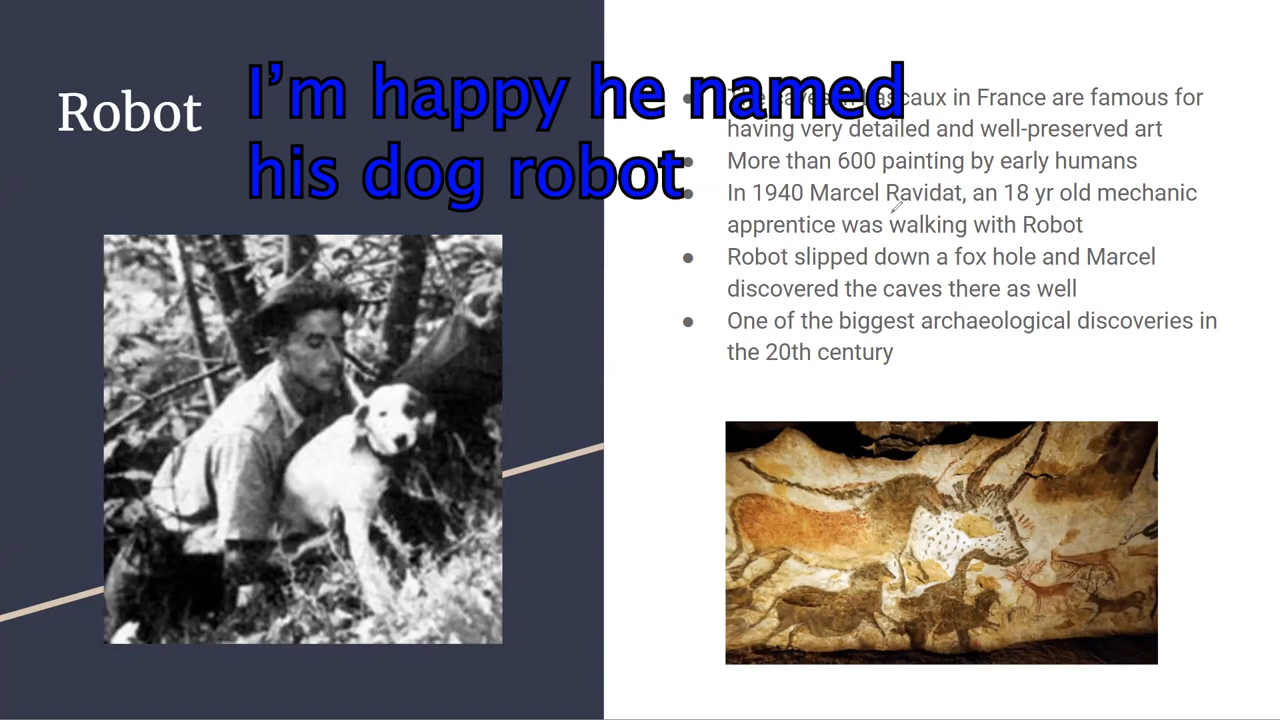 Robot
I'm happy he named
his dog robot
in France are famous for
having very detailed and well-preserved art
More than 600 painting by early humans
In 1940 Marcel Ravidat, an 18 yr old mechanic
apprentice was walking with Robot
Robot slipped down a fox hole and Marcel
discovered the caves there as well
One of the biggest archaeological discoveries in
the 20th century